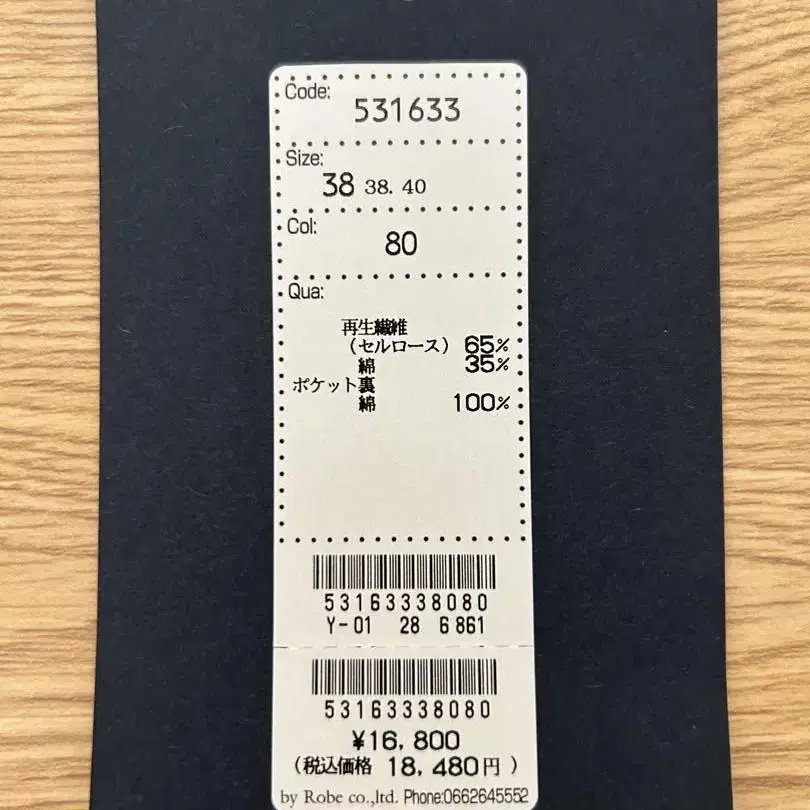 Code:
531633
Size:
38 38. 40
Col:
80
Qua:
再生繊維
(セルロース) 65%
綿 35%
ポケット裏
綿 100%
53163338080
Y-01 28 6861
53163338080
¥16,800
(税込価格 18,480円 )
by Robe co.,ltd. Phone:0662645552